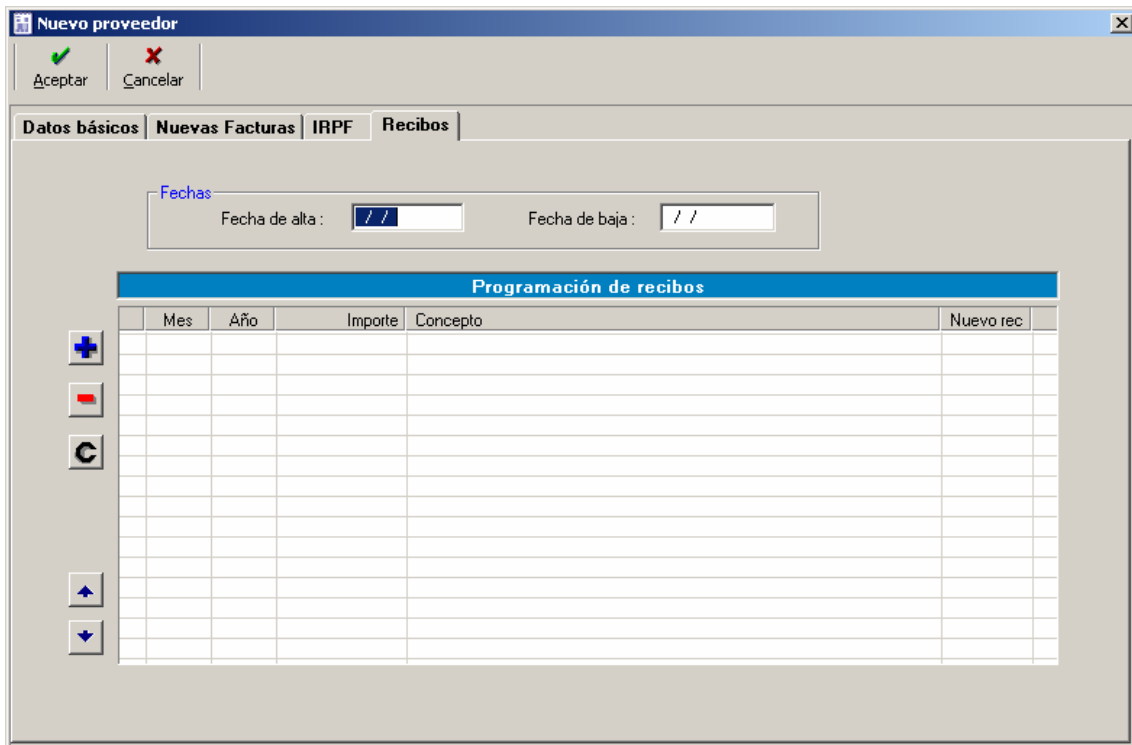 Nuevo proveedor
Aceptar Cancelar
Datos básicos Nuevas Facturas IRPF Recibos
Fechas
Fecha de alta : / / Fecha de baja : / /
Programación de recibos
Mes Año Importe Concepto Nuevo rec
C